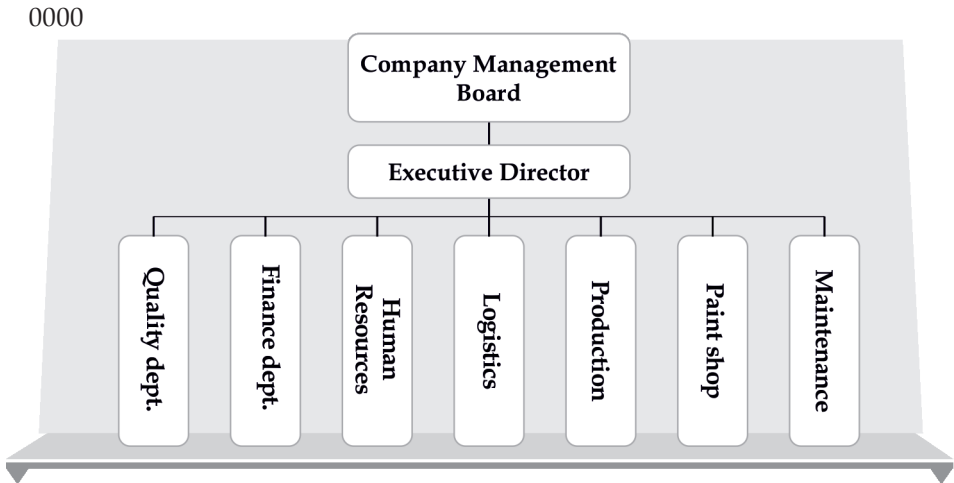 0000
Company Management
Board
Executive Director
Quality dept.
Finance dept.
Human
Resources
Logistics
Production
Paint shop
Maintenance